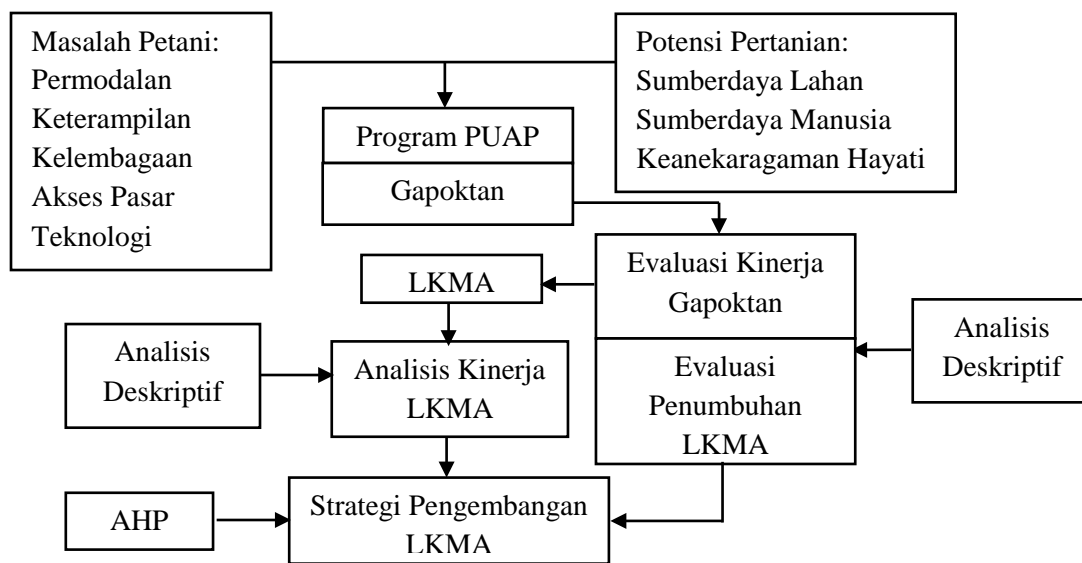 Masalah Petani:
Permodalan
Keterampilan
Kelembagaan
Akses Pasar
Teknologi
Potensi Pertanian:
Sumberdaya Lahan
Sumberdaya Manusia
Keanekaragaman Hayati
Program PUAP
Gapoktan
Evaluasi Kinerja
Gapoktan
LKMA
Evaluasi
Penumbuhan
LKMA
Analisis
Deskriptif
Analisis
Deskriptif
Analisis Kinerja
LKMA
AHP
Strategi Pengembangan
LKMA